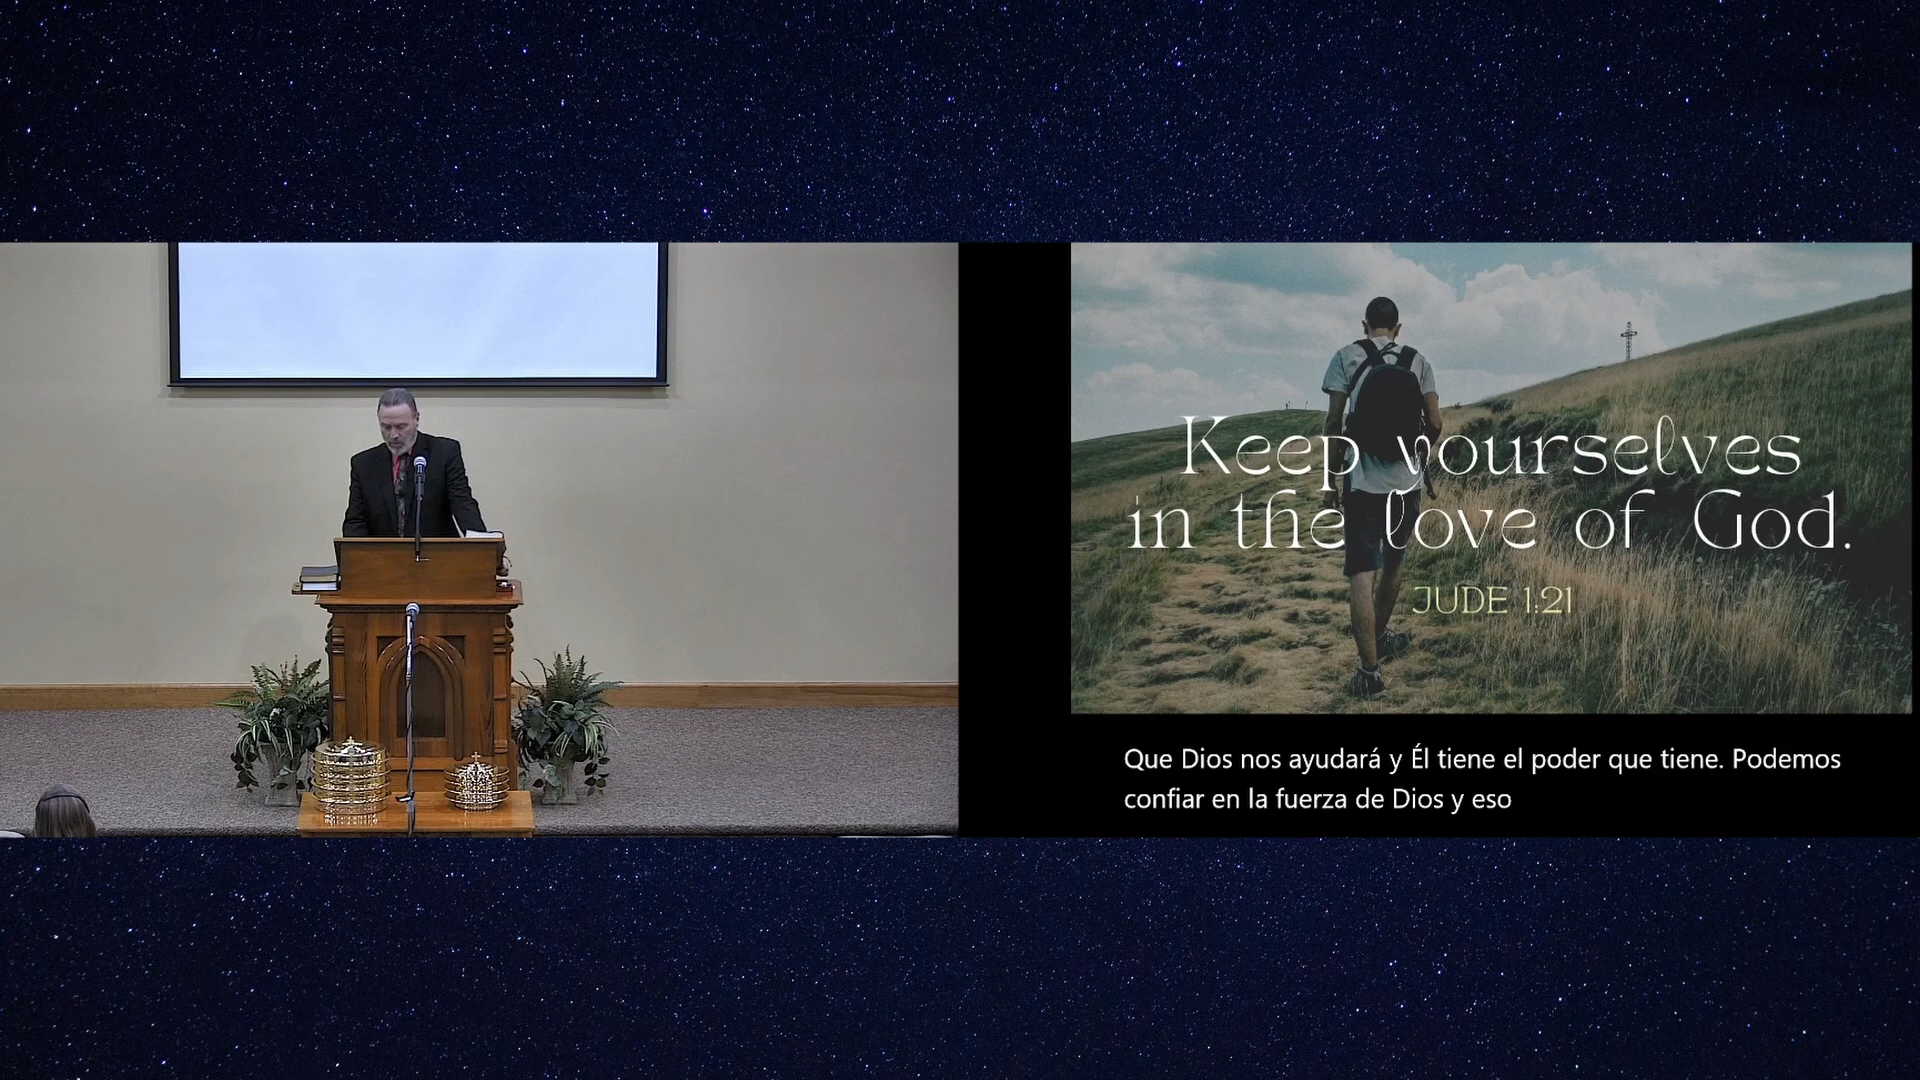 Keep yourselves
in the love of God.
JUDE 1:21
Que Dios nos ayudará y Él tiene el poder que tiene. Podemos
confiar en la fuerza de Dios y eso